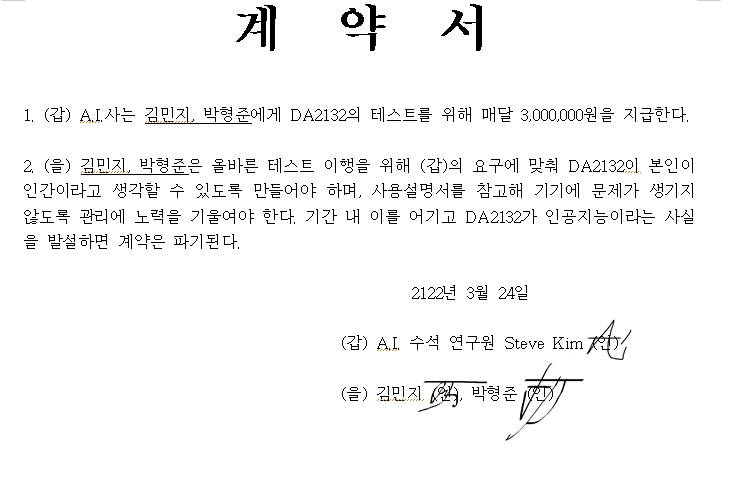 계 약 서
1. (갑) A.I.사는 김민지, 박형준에게 DA2132의 테스트를 위해 매달 3,000,000원을 지급한다.
2. (을) 김민지, 박형준은 올바른 테스트 이행을 위해 (갑)의 요구에 맞춰 DA2132이 본인이
인간이라고 생각할 수 있도록 만들어야 하며, 사용설명서를 참고해 기기에 문제가 생기지
않도록 관리에 노력을 기울여야 한다. 기간 내 이를 어기고 DA2132가 인공지능이라는 사실
을 발설하면 계약은 파기된다.
2122년 3월 24일
(갑) A.I. 수석 연구원 Steve Kim (인)
(을) 김민지 (인), 박형준 (인)